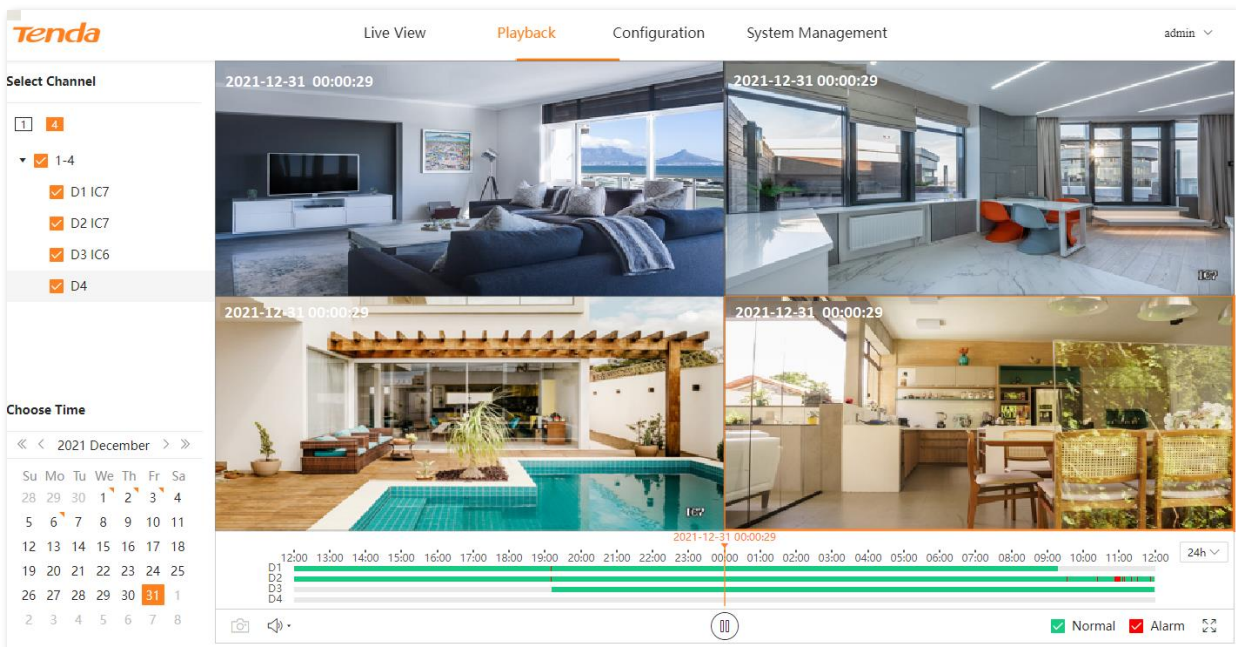 Tenda
Live View Playback Configuration System Management admin
Select Channel
1 4
1-4
D1 IC7
D2 IC7
D3 IC6
D4
2021-12-31 00:00:29
2021-12-31 00:00:29
IC7
2021-12-31 00:00:29
IC7
2021-12-31 00:00:29
Choose Time
« < 2021 December > »
Su Mo Tu We Th Fr Sa
28 29 30 1 2 3 4
5 6 7 8 9 10 11
12 13 14 15 16 17 18
19 20 21 22 23 24 25
26 27 28 29 30 31 1
2 3 4 5 6 7 8
2021-12-31 00:00:29
12:00 13:00 14:00 15:00 16:00 17:00 18:00 19:00 20:00 21:00 22:00 23:00 00:00 01:00 02:00 03:00 04:00 05:00 06:00 07:00 08:00 09:00 10:00 11:00 12:00
24h
D1
D2
D3
D4
Normal Alarm